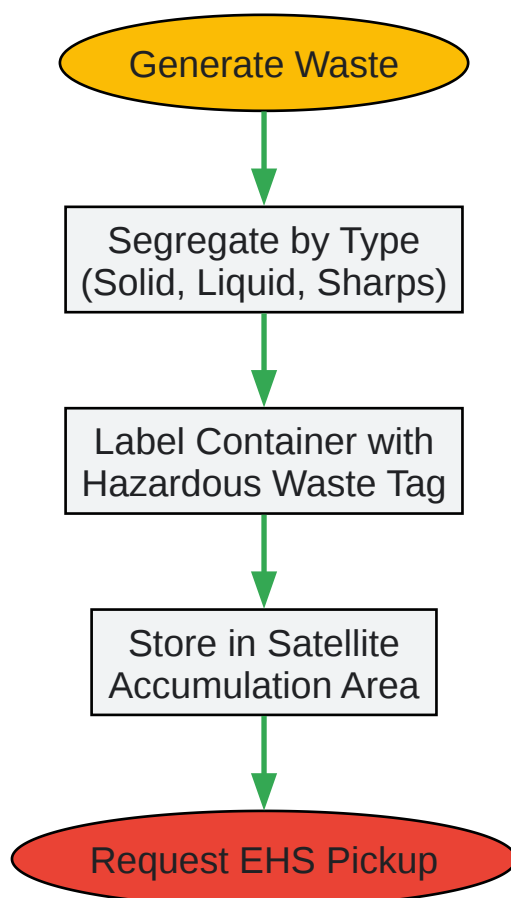 Generate Waste
Segregate by Type
(Solid, Liquid, Sharps)
Label Container with
Hazardous Waste Tag
Store in Satellite
Accumulation Area
Request EHS Pickup